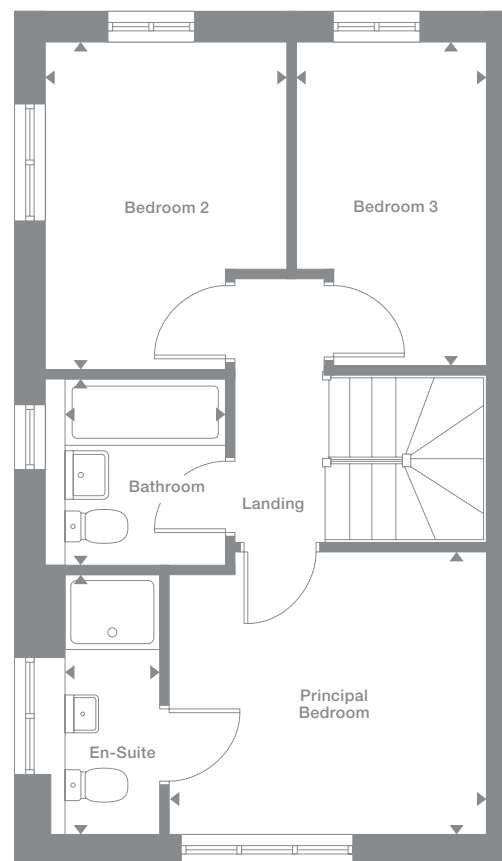 Bedroom 2
Bedroom 3
Bathroom
Landing
Principal
Bedroom
En-Suite